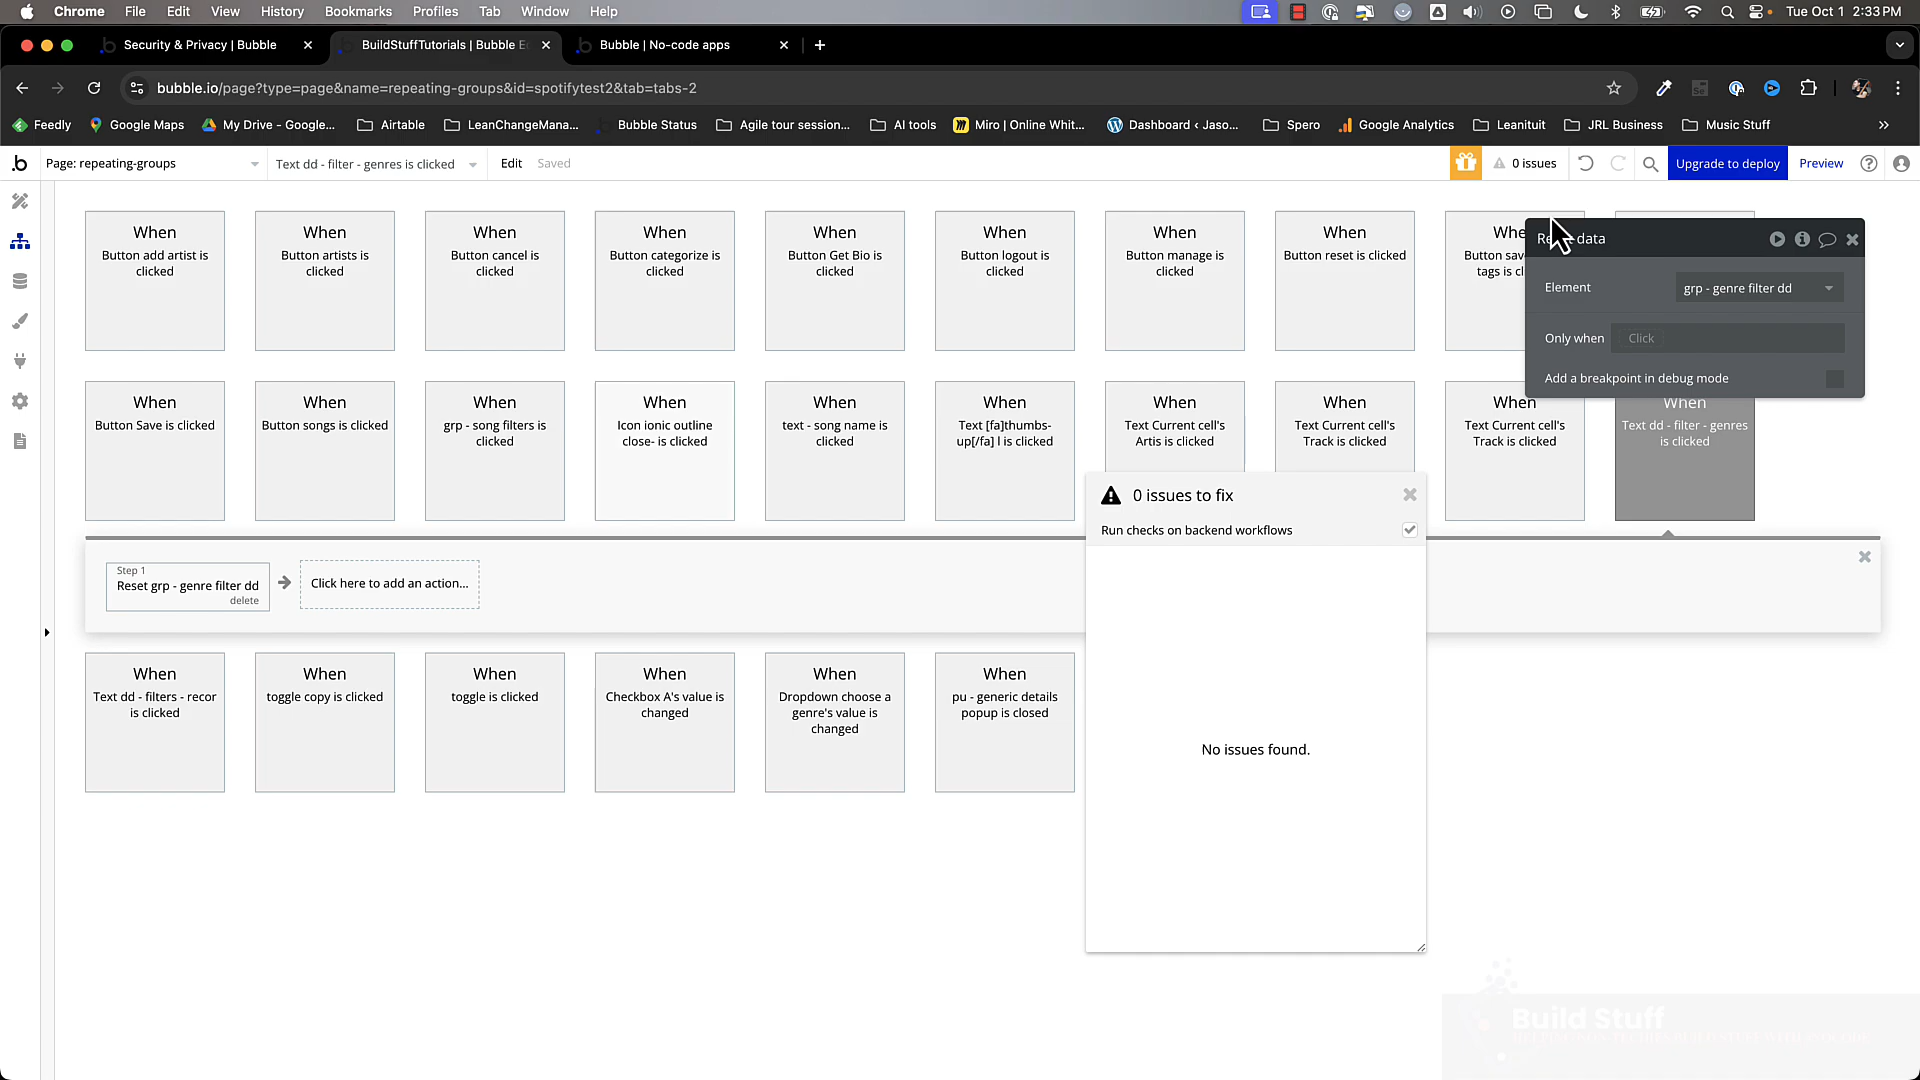 Chrome File Edit View History Bookmarks Profiles Tab Window Help Tue Oct 1 2:33 PM
Security & Privacy | Bubble
BuildStuffTutorials | Bubble E
Bubble | No-code apps
bubble.io/page?type=page&name=repeating-groups&id=spotifytest2&tab=tabs-2
Feedly Google Maps My Drive - Google... Airtable LeanChangeMana... Bubble Status Agile tour session... AI tools Miro | Online Whit... Dashboard ‹ Jaso... Spero Google Analytics Leanituit JRL Business Music Stuff »
b Page: repeating-groups Text dd - filter - genres is clicked Edit Saved 0 issues Upgrade to deploy Preview
When
Button add artist is
clicked
When
Button artists is
clicked
When
Button cancel is
clicked
When
Button categorize is
clicked
When
Button Get Bio is
clicked
When
Button logout is
clicked
When
Button manage is
clicked
When
Button reset is clicked
Whe
Button sav
tags is cl
data
Element grp - genre filter dd
Only when Click
Add a breakpoint in debug mode
When
Button Save is clicked
When
Button songs is clicked
When
grp - song filters is
clicked
When
Icon ionic outline
close- is clicked
When
text - song name is
clicked
When
Text [fa]thumbs-
up[/fa] l is clicked
When
Text Current cell's
Artis is clicked
When
Text Current cell's
Track is clicked
When
Text Current cell's
Track is clicked
When
Text dd - filter - genres
is clicked
0 issues to fix
Run checks on backend workflows
No issues found.
Step 1
Reset grp - genre filter dd
delete
Click here to add an action...
When
Text dd - filters - recor
is clicked
When
toggle copy is clicked
When
toggle is clicked
When
Checkbox A's value is
changed
When
Dropdown choose a
genre's value is
changed
When
pu - generic details
popup is closed
Build Stuff